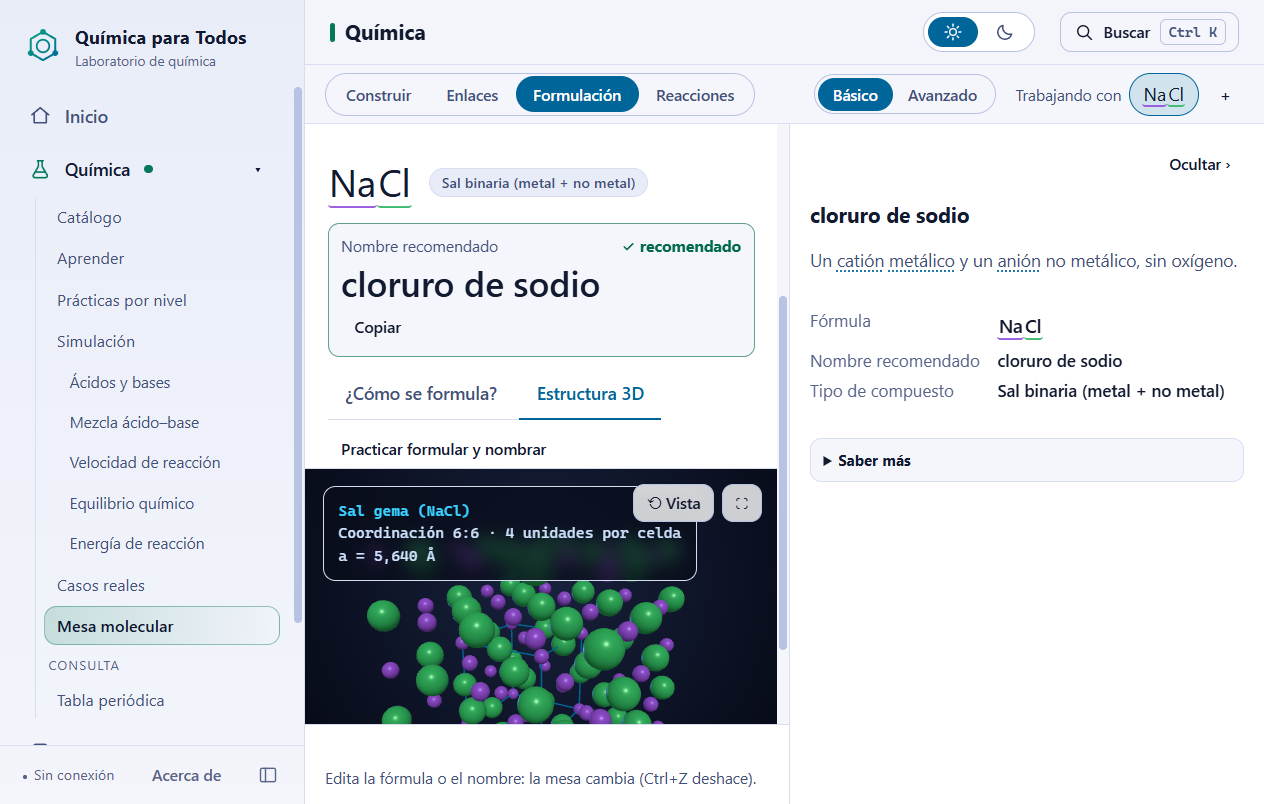 Química para Todos
Laboratorio de química
Inicio
Química
Catálogo
Aprender
Prácticas por nivel
Simulación
Ácidos y bases
Mezcla ácido–base
Velocidad de reacción
Equilibrio químico
Energía de reacción
Casos reales
Mesa molecular
CONSULTA
Tabla periódica
Sin conexión
Acerca de
Química
Buscar Ctrl K
Construir Enlaces Formulación Reacciones
Básico Avanzado Trabajando con NaCl +
NaCl Sal binaria (metal + no metal)
Nombre recomendado ✓ recomendado
cloruro de sodio
Copiar
¿Cómo se formula? Estructura 3D
Practicar formular y nombrar
Vista
Sal gema (NaCl)
Coordinación 6:6 · 4 unidades por celda
a = 5,640 Å
Edita la fórmula o el nombre: la mesa cambia (Ctrl+Z deshace).
Ocultar ›
cloruro de sodio
Un catión metálico y un anión no metálico, sin oxígeno.
Fórmula NaCl
Nombre recomendado cloruro de sodio
Tipo de compuesto Sal binaria (metal + no metal)
Saber más